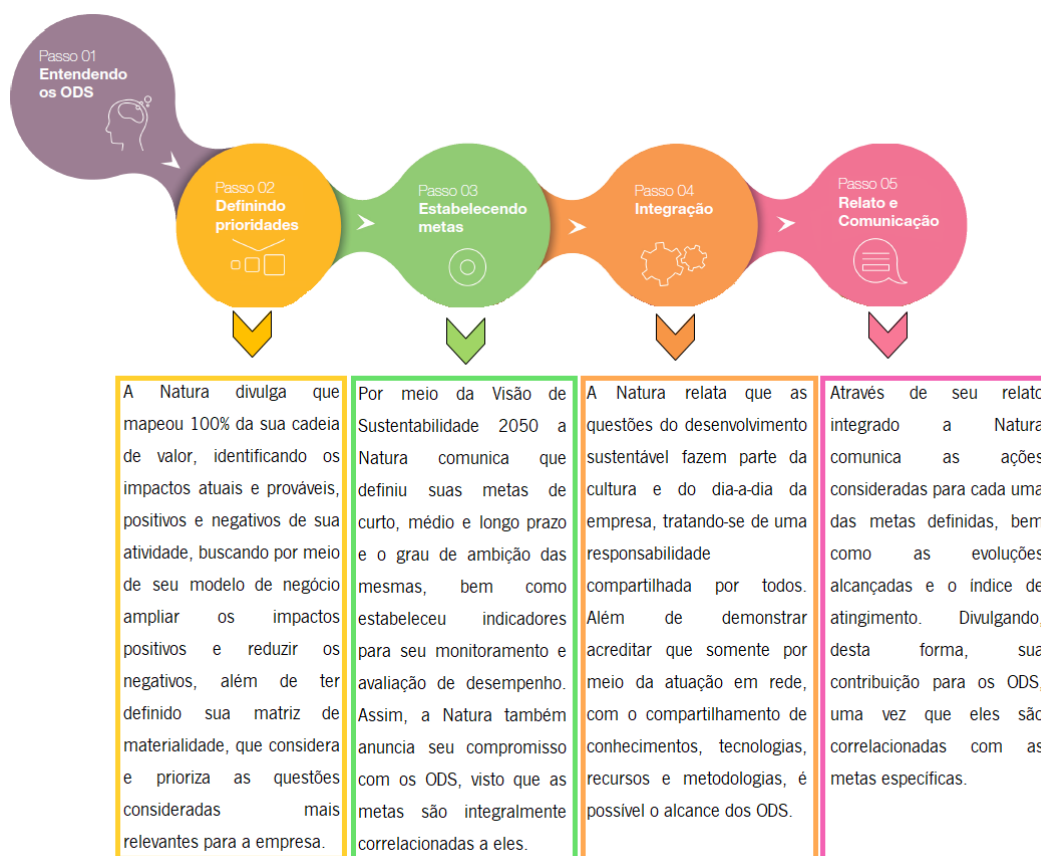 Passo 01
Entendendo
os ODS
Passo 02
Definindo
prioridades
Passo 03
Estabelecendo
metas
Passo 04
Integração
Passo 05
Relato e
Comunicação
A Natura divulga que
mapeou 100% da sua cadeia
de valor, identificando os
impactos atuais e prováveis,
positivos e negativos de sua
atividade, buscando por meio
de seu modelo de negócio
ampliar os impactos
positivos e reduzir os
negativos, além de ter
definido sua matriz de
materialidade, que considera
e prioriza as questões
consideradas mais
relevantes para a empresa.
Por meio da Visão de
Sustentabilidade 2050 a
Natura comunica que
definiu suas metas de
curto, médio e longo prazo
e o grau de ambição das
mesmas, bem como
estabeleceu indicadores
para seu monitoramento e
avaliação de desempenho.
Assim, a Natura também
anuncia seu compromisso
com os ODS, visto que as
metas são integralmente
correlacionadas a eles.
A Natura relata que as
questões do desenvolvimento
sustentável fazem parte da
cultura e do dia-a-dia da
empresa, tratando-se de uma
responsabilidade
compartilhada por todos.
Além de demonstrar
acreditar que somente por
meio da atuação em rede,
com o compartilhamento de
conhecimentos, tecnologias,
recursos e metodologias, é
possível o alcance dos ODS.
Através de seu relato
integrado a Natura
comunica as ações
consideradas para cada uma
das metas definidas, bem
como as evoluções
alcançadas e o índice de
atingimento. Divulgando,
desta forma, sua
contribuição para os ODS,
uma vez que eles são
correlacionadas com as
metas específicas.